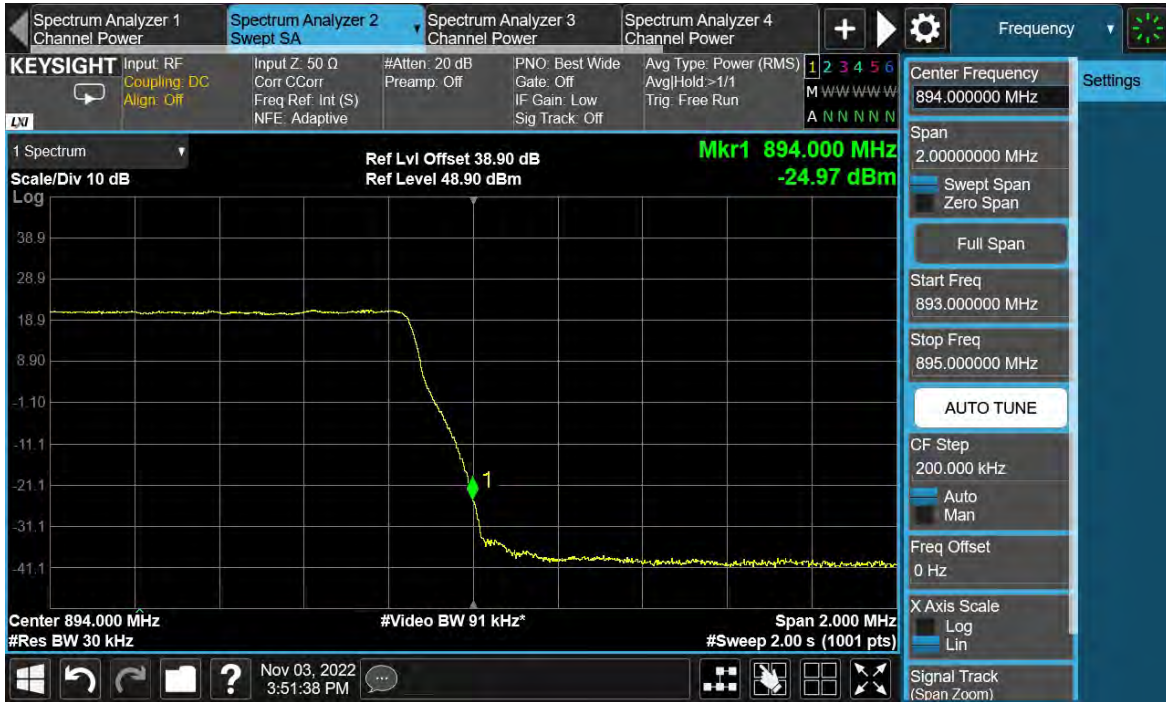 Spectrum Analyzer 1
Channel Power
Spectrum Analyzer 2
Swept SA
Spectrum Analyzer 3
Channel Power
Spectrum Analyzer 4
Channel Power
+
Frequency
KEYSIGHT
LXI
Input: RF
Coupling: DC
Align: Off
Input Z: 50 Ω
Corr CCorr
Freq Ref: Int (S)
NFE: Adaptive
#Atten: 20 dB
Preamp: Off
PNO: Best Wide
Gate: Off
IF Gain: Low
Sig Track: Off
Avg Type: Power (RMS)
Avg|Hold:>1/1
Trig: Free Run
1 2 3 4 5 6
M W W W W W
A N N N N N
1 Spectrum
Scale/Div 10 dB
Log
Ref Lvl Offset 38.90 dB
Ref Level 48.90 dBm
Mkr1 894.000 MHz
-24.97 dBm
38.9
28.9
18.9
8.90
-1.10
-11.1
-21.1
-31.1
-41.1
1
Center 894.000 MHz
#Res BW 30 kHz
#Video BW 91 kHz*
Span 2.000 MHz
#Sweep 2.00 s (1001 pts)
Center Frequency
894.000000 MHz
Settings
Span
2.00000000 MHz
Swept Span
Zero Span
Full Span
Start Freq
893.000000 MHz
Stop Freq
895.000000 MHz
AUTO TUNE
CF Step
200.000 kHz
Auto
Man
Freq Offset
0 Hz
X Axis Scale
Log
Lin
Signal Track
(Span Zoom)
?
Nov 03, 2022
3:51:38 PM